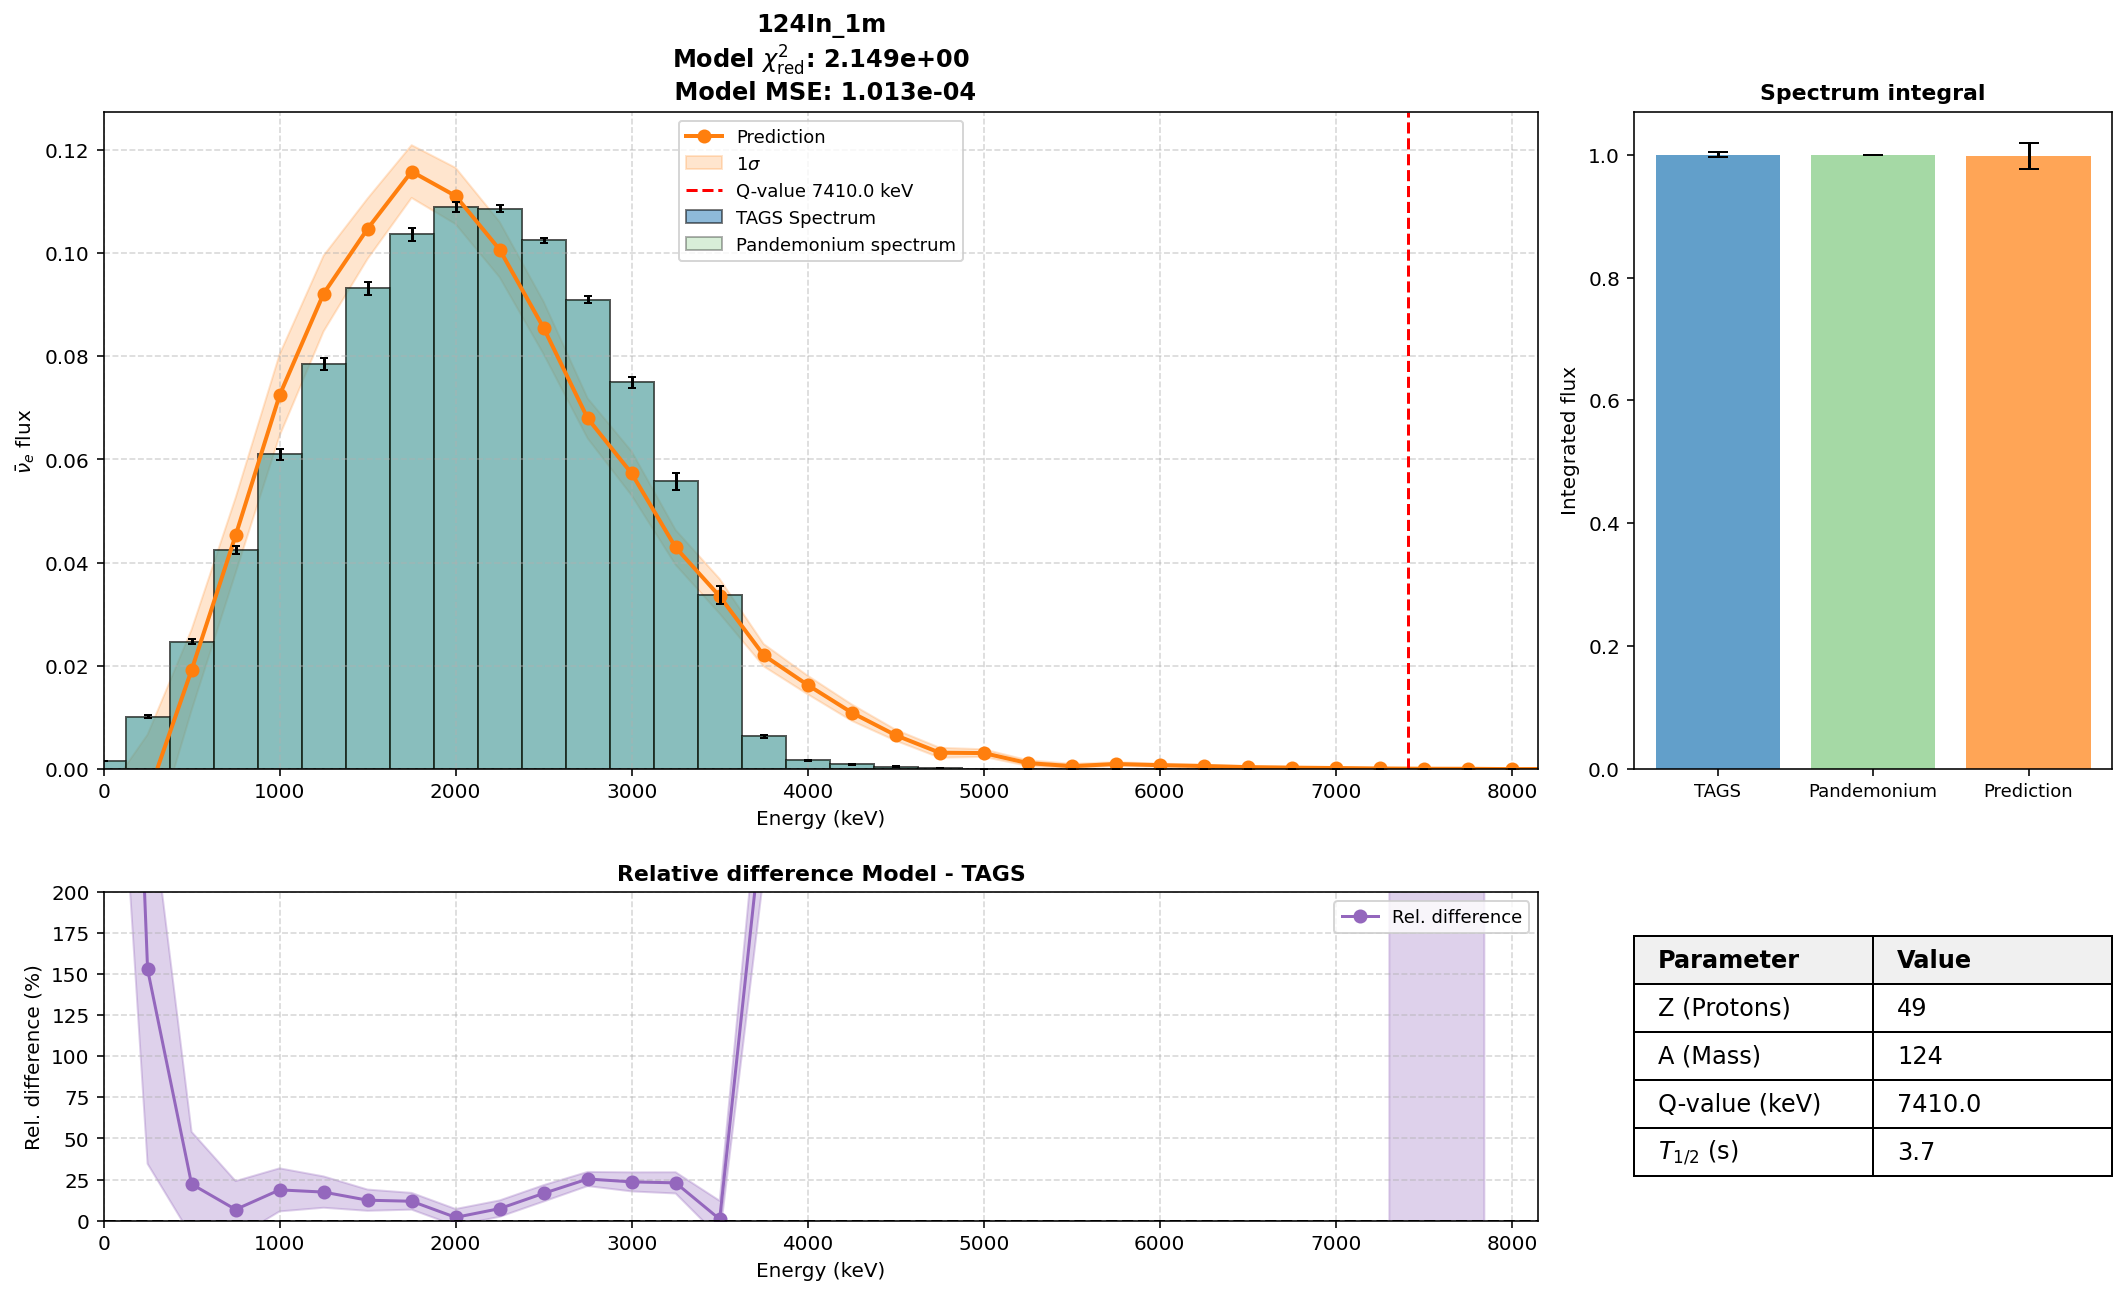 124In_1m
Model χ²red: 2.149e+00
Model MSE: 1.013e-04
0.12
0.10
0.08
0.06
0.04
0.02
0.00
ν̄e flux
Prediction
1σ
Q-value 7410.0 keV
TAGS Spectrum
Pandemonium spectrum
0 1000 2000 3000 4000 5000 6000 7000 8000
Energy (keV)
Spectrum integral
1.0
0.8
0.6
0.4
0.2
0.0
Integrated flux
TAGS Pandemonium Prediction
Relative difference Model - TAGS
200
175
150
125
100
75
50
25
0
Rel. difference (%)
Rel. difference
0 1000 2000 3000 4000 5000 6000 7000 8000
Energy (keV)
Parameter Value
Z (Protons) 49
A (Mass) 124
Q-value (keV) 7410.0
T1/2 (s) 3.7